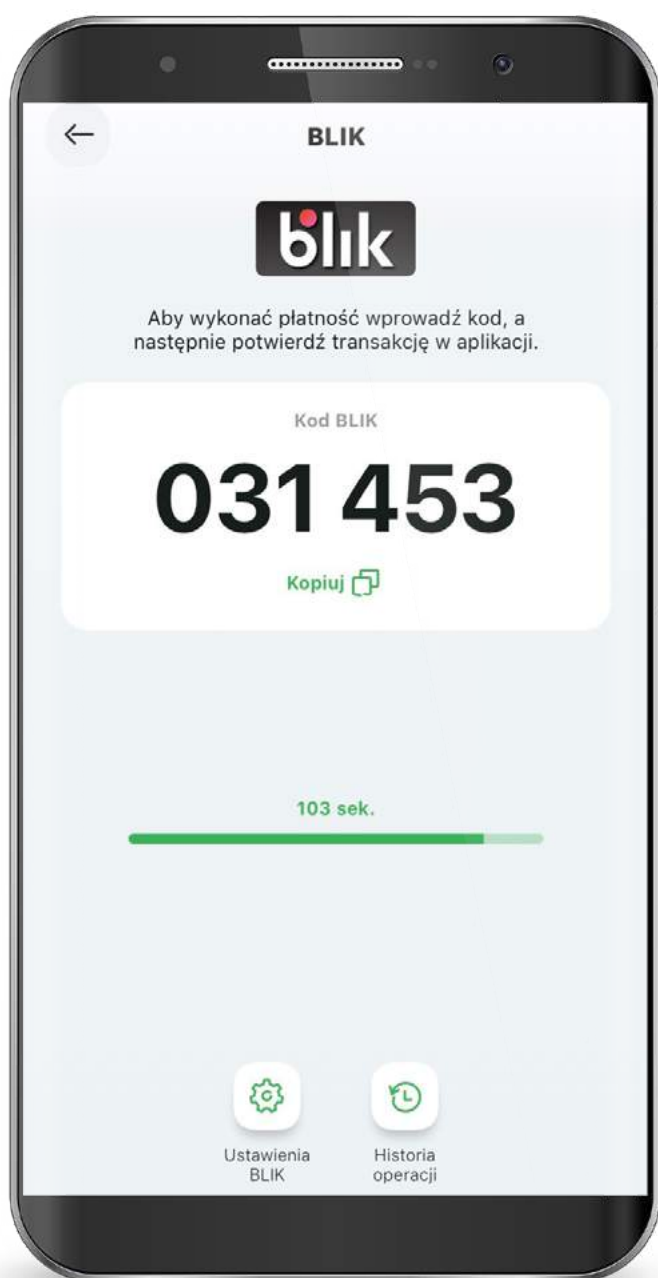 BLIK
blik
Aby wykonać płatność wprowadź kod, a
następnie potwierdź transakcję w aplikacji.
Kod BLIK
031 453
Kopiuj
103 sek.
Ustawienia
BLIK
Historia
operacji